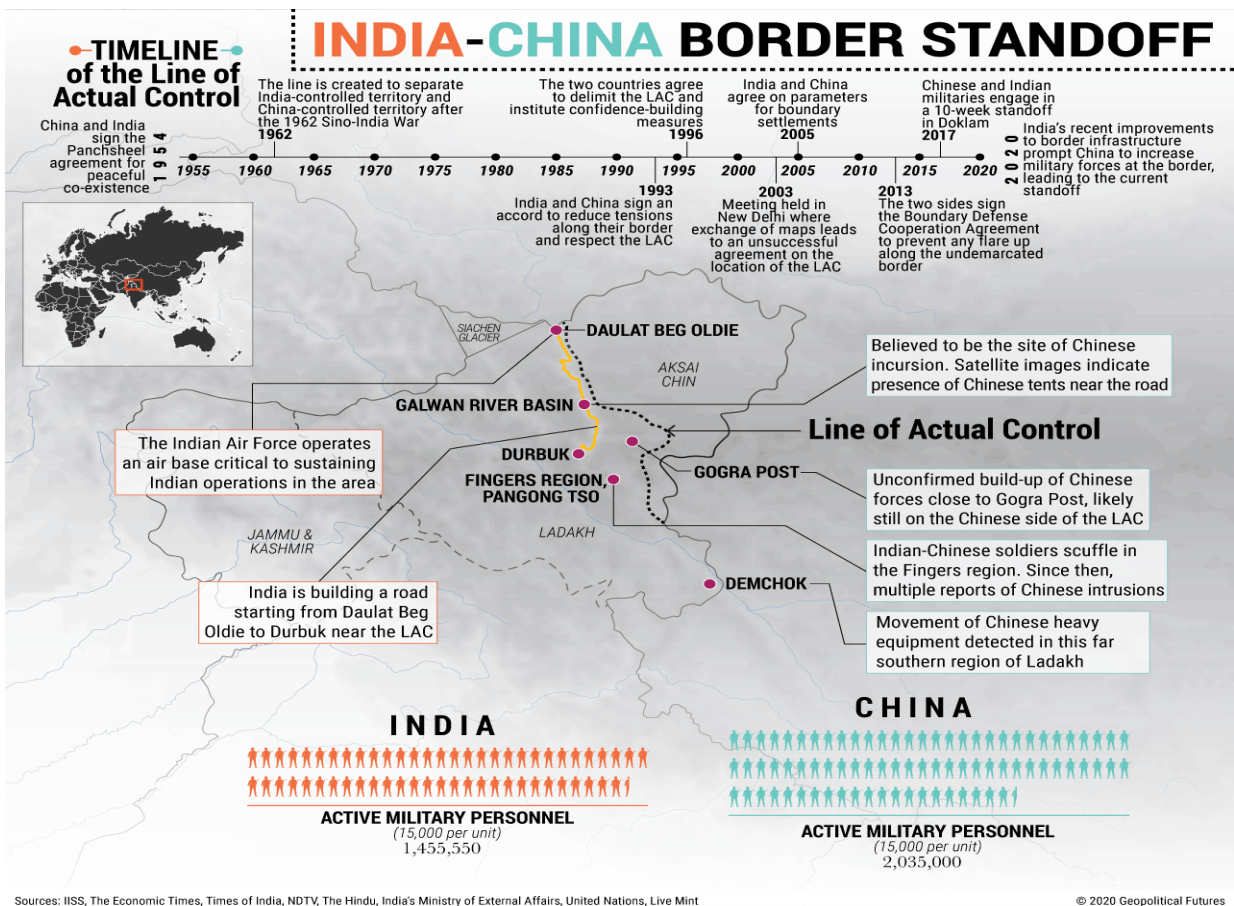 INDIA-CHINA BORDER STANDOFF
TIMELINE
of the Line of
Actual Control
China and India
sign the
Panchsheel
agreement for
peaceful
co-existence
1954
The line is created to separate
India-controlled territory and
China-controlled territory after
the 1962 Sino-India War
1962
The two countries agree
to delimit the LAC and
institute confidence-building
measures
1996
India and China
agree on parameters
for boundary
settlements
2005
Chinese and Indian
militaries engage in
a 10-week standoff
in Doklam
2017
2020
India's recent improvements
to border infrastructure
prompt China to increase
military forces at the border,
leading to the current
standoff
1955 1960 1965 1970 1975 1980 1985 1990 1995 2000 2005 2010 2015 2020
1993
India and China sign an
accord to reduce tensions
along their border
and respect the LAC
2003
Meeting held in
New Delhi where
exchange of maps leads
to an unsuccessful
agreement on the
location of the LAC
2013
The two sides sign
the Boundary Defense
Cooperation Agreement
to prevent any flare up
along the undemarcated
border
SIACHEN
GLACIER
DAULAT BEG OLDIE
AKSAI
CHIN
Believed to be the site of Chinese
incursion. Satellite images indicate
presence of Chinese tents near the road
GALWAN RIVER BASIN
Line of Actual Control
The Indian Air Force operates
an air base critical to sustaining
Indian operations in the area
DURBUK
GOGRA POST
FINGERS REGION,
PANGONG TSO
Unconfirmed build-up of Chinese
forces close to Gogra Post, likely
still on the Chinese side of the LAC
JAMMU &
KASHMIR
LADAKH
Indian-Chinese soldiers scuffle in
the Fingers region. Since then,
multiple reports of Chinese intrusions
India is building a road
starting from Daulat Beg
Oldie to Durbuk near the LAC
DEMCHOK
Movement of Chinese heavy
equipment detected in this far
southern region of Ladakh
INDIA
ACTIVE MILITARY PERSONNEL
(15,000 per unit)
1,455,550
CHINA
ACTIVE MILITARY PERSONNEL
(15,000 per unit)
2,035,000
Sources: IISS, The Economic Times, Times of India, NDTV, The Hindu, India's Ministry of External Affairs, United Nations, Live Mint
© 2020 Geopolitical Futures